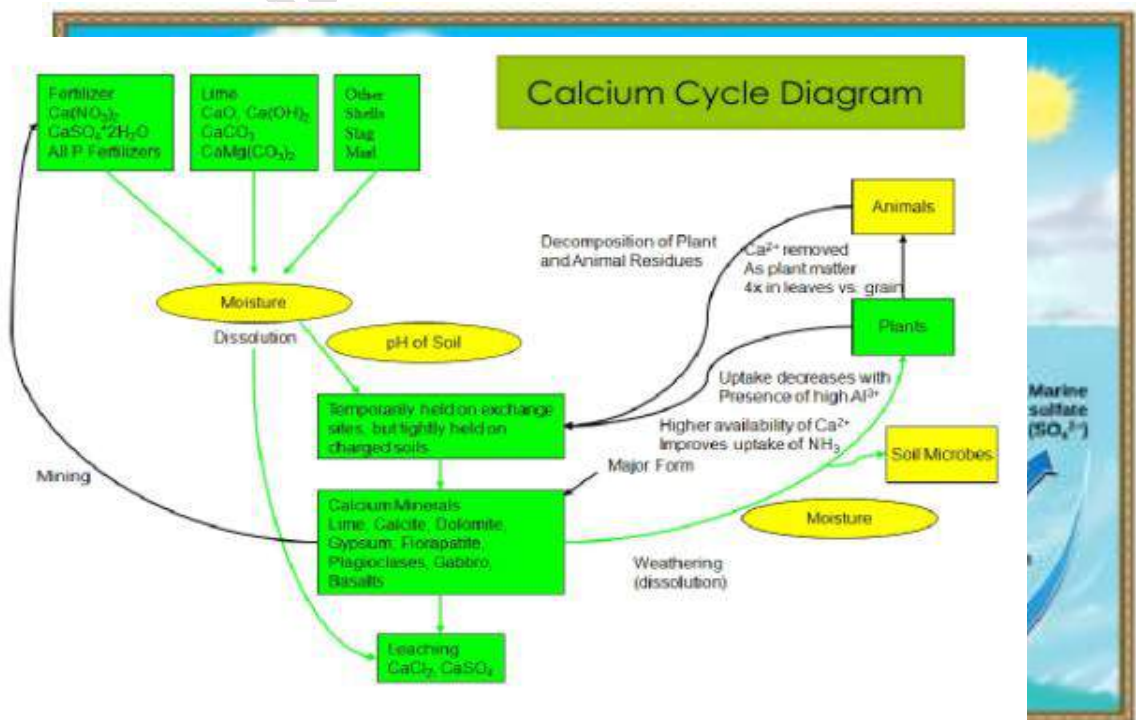 Calcium Cycle Diagram
Fertilizer
Ca(NO₃)₂
CaSO₄*2H₂O
All P Fertilizers
Lime
CaO, Ca(OH)₂
CaCO₃
CaMg(CO₃)₂
Other
Shells
Slag
Marl
Animals
Decomposition of Plant
and Animal Residues
Ca²⁺ removed
As plant matter
4x in leaves vs. grain
Moisture
Dissolution
pH of Soil
Plants
Uptake decreases with
Presence of high Al³⁺
Temporarily held on exchange
sites, but tightly held on
charged soils
Higher availability of Ca²⁺
Improves uptake of NH₃
Marine
sulfate
(SO₄²⁻)
Soil Microbes
Major Form
Mining
Calcium Minerals
Lime, Calcite, Dolomite,
Gypsum, Florapatite,
Plagioclases, Gabbro,
Basalts
Moisture
Weathering
(dissolution)
Leaching
CaCl₂, CaSO₄